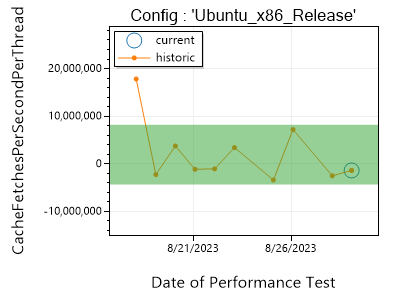 Config : 'Ubuntu_x86_Release'
CacheFetchesPerSecondPerThread
current
historic
20,000,000
10,000,000
0
-10,000,000
8/21/2023
8/26/2023
Date of Performance Test